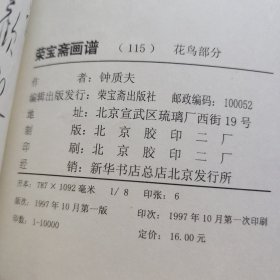 荣宝斋画谱 （115） 花鸟部分
者：钟质夫
编辑出版发行：荣宝斋出版社 邮政编码：100052
地 址：北京宣武区琉璃厂西街19号
制 版：北京胶印二厂
印 刷：北京胶印二厂
经 销：新华书店总店北京发行所
开本：787×1092毫米 1/8 印张：6
版次：1997年10月第一版 印次：1997年10月第一次印刷
印数：1-10000 定价：16.00元